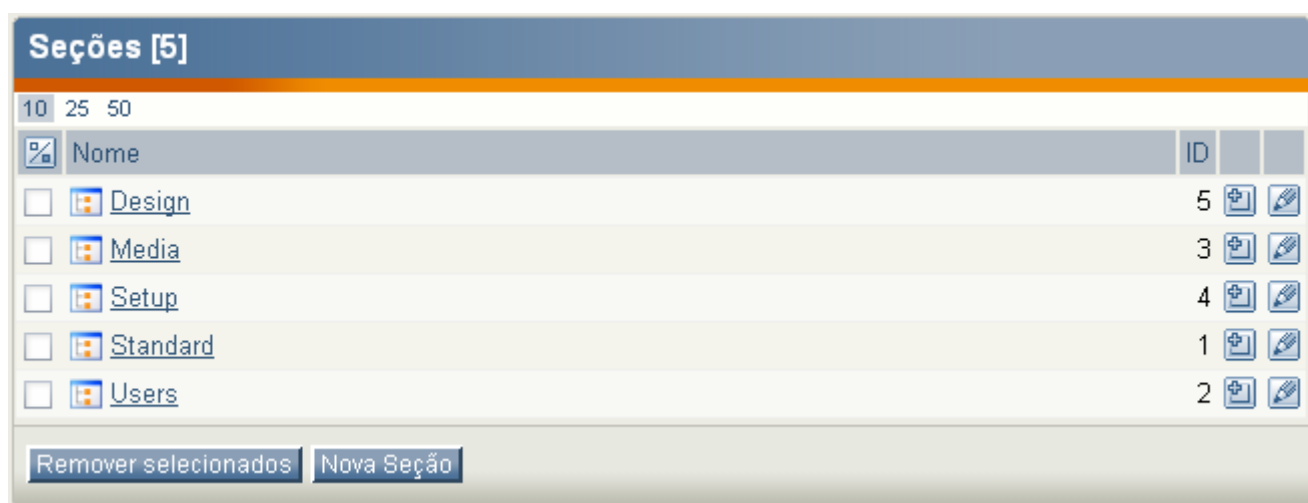 Seções [5]
10 25 50
Nome ID
Design 5
Media 3
Setup 4
Standard 1
Users 2
Remover selecionados Nova Seção